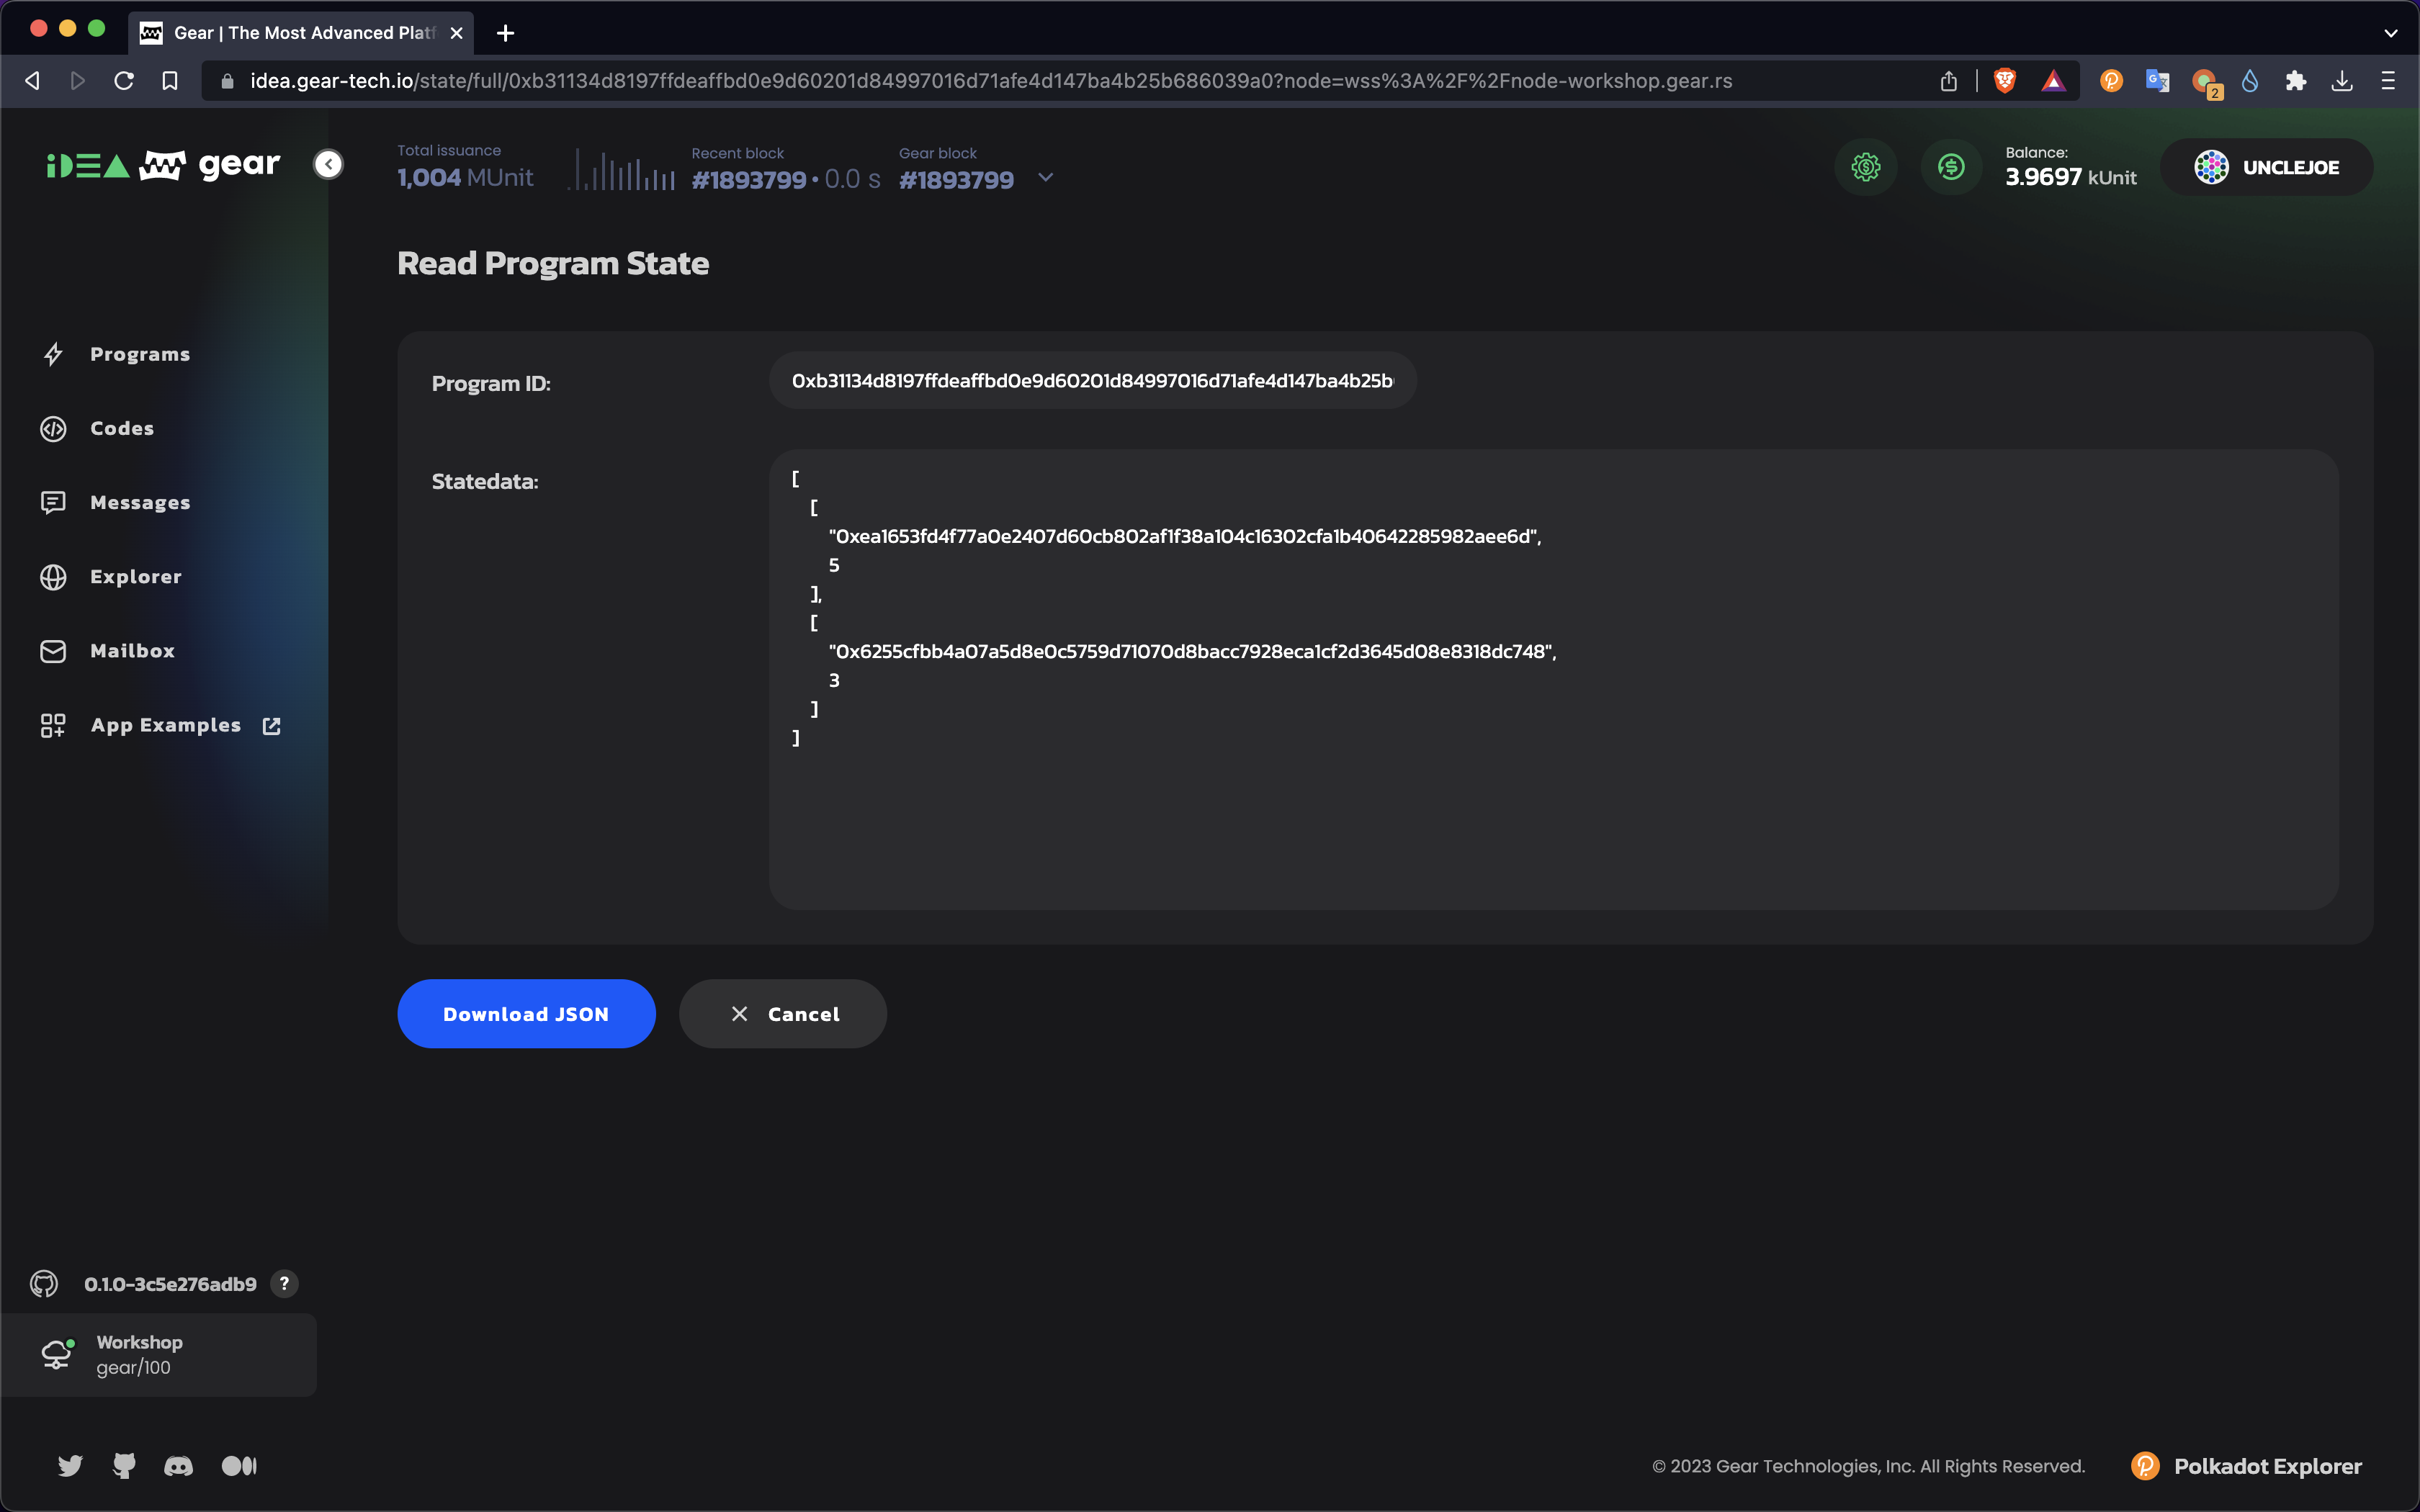 Gear | The Most Advanced Platf
idea.gear-tech.io/state/full/0xb31134d8197ffdeaffbd0e9d60201d84997016d71afe4d147ba4b25b686039a0?node=wss%3A%2F%2Fnode-workshop.gear.rs
2
iDEA gear
Total issuance
1,004 MUnit
Recent block
#1893799 • 0.0 s
Gear block
#1893799
Balance:
3.9697 kUnit
UNCLEJOE
Read Program State
Programs
Codes
Messages
Explorer
Mailbox
App Examples
Program ID:
0xb31134d8197ffdeaffbd0e9d60201d84997016d71afe4d147ba4b25b
Statedata:
[
[
"0xea1653fd4f77a0e2407d60cb802af1f38a104c16302cfa1b40642285982aee6d",
5
],
[
"0x6255cfbb4a07a5d8e0c5759d71070d8bacc7928eca1cf2d3645d08e8318dc748",
3
]
]
Download JSON
Cancel
0.1.0-3c5e276adb9
?
Workshop
gear/100
© 2023 Gear Technologies, Inc. All Rights Reserved.
Polkadot Explorer